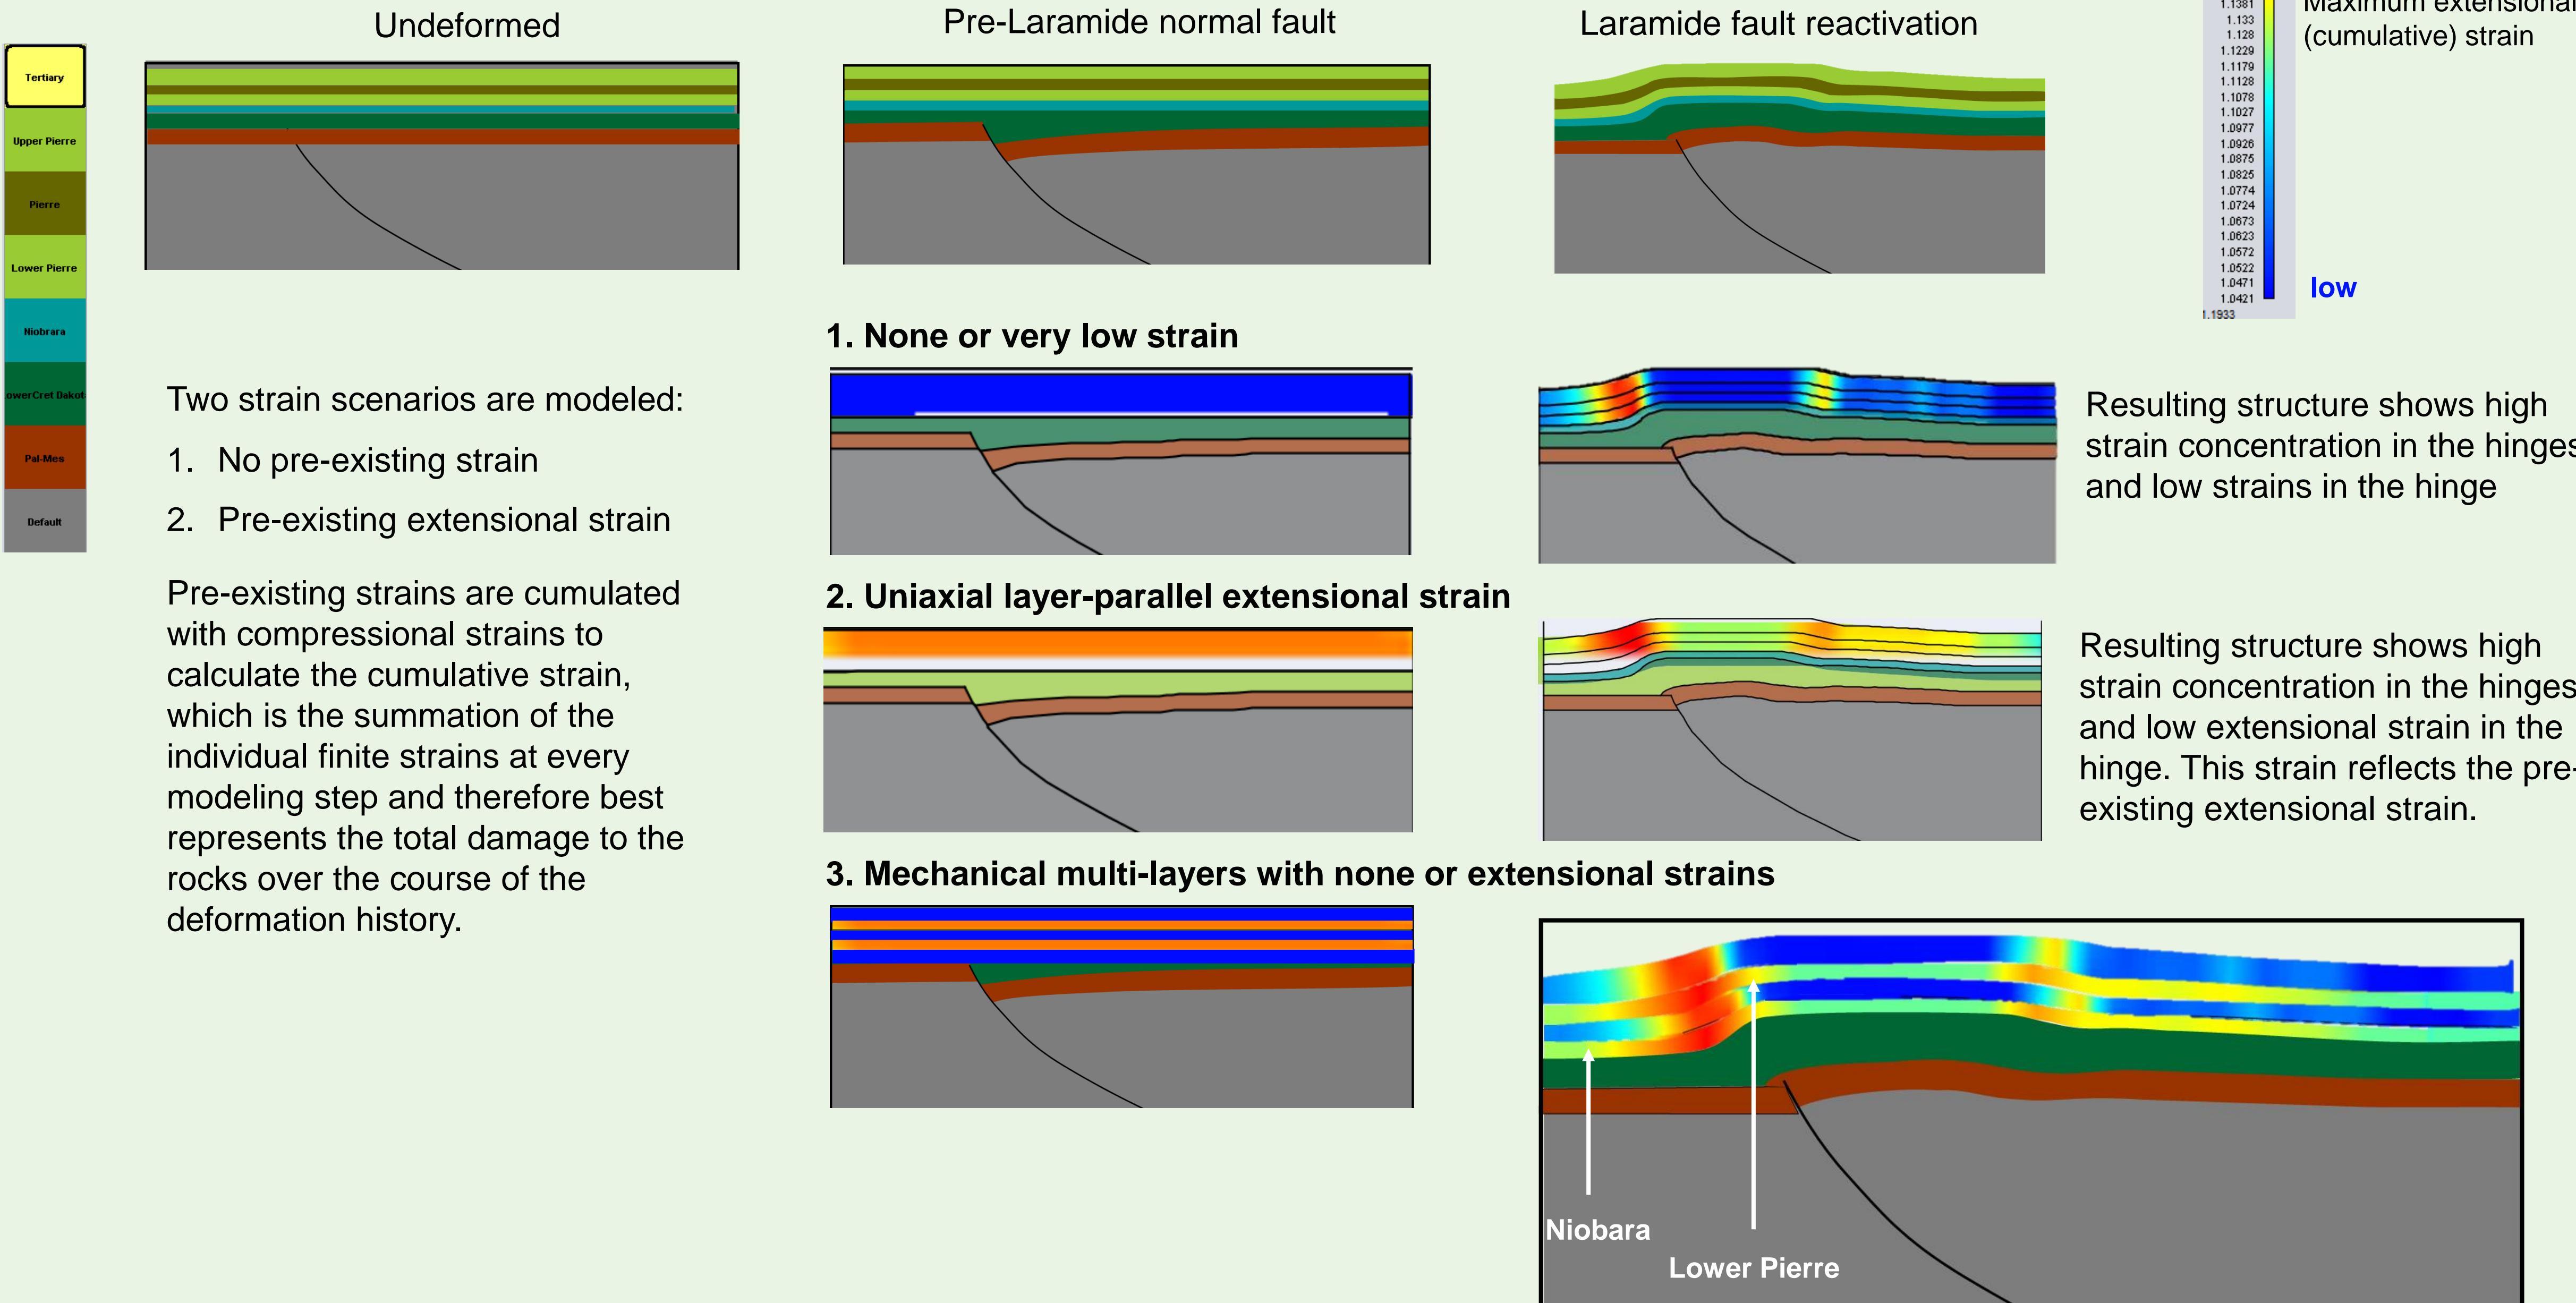 Undeformed
Pre-Laramide normal fault
Laramide fault reactivation
Maximum extensional
(cumulative) strain
1.1381
1.133
1.128
1.1229
1.1179
1.1128
1.1078
1.1027
1.0977
1.0926
1.0875
1.0825
1.0774
1.0724
1.0673
1.0623
1.0572
1.0522
1.0471
1.0421
1.1933
low
Tertiary
Upper Pierre
Pierre
Lower Pierre
Niobrara
owerCret Dakot
Pal-Mes
Default
Two strain scenarios are modeled:
1. No pre-existing strain
2. Pre-existing extensional strain
Pre-existing strains are cumulated
with compressional strains to
calculate the cumulative strain,
which is the summation of the
individual finite strains at every
modeling step and therefore best
represents the total damage to the
rocks over the course of the
deformation history.
1. None or very low strain
Resulting structure shows high
strain concentration in the hinges
and low strains in the hinge
2. Uniaxial layer-parallel extensional strain
Resulting structure shows high
strain concentration in the hinges
and low extensional strain in the
hinge. This strain reflects the pre-
existing extensional strain.
3. Mechanical multi-layers with none or extensional strains
Niobara
Lower Pierre